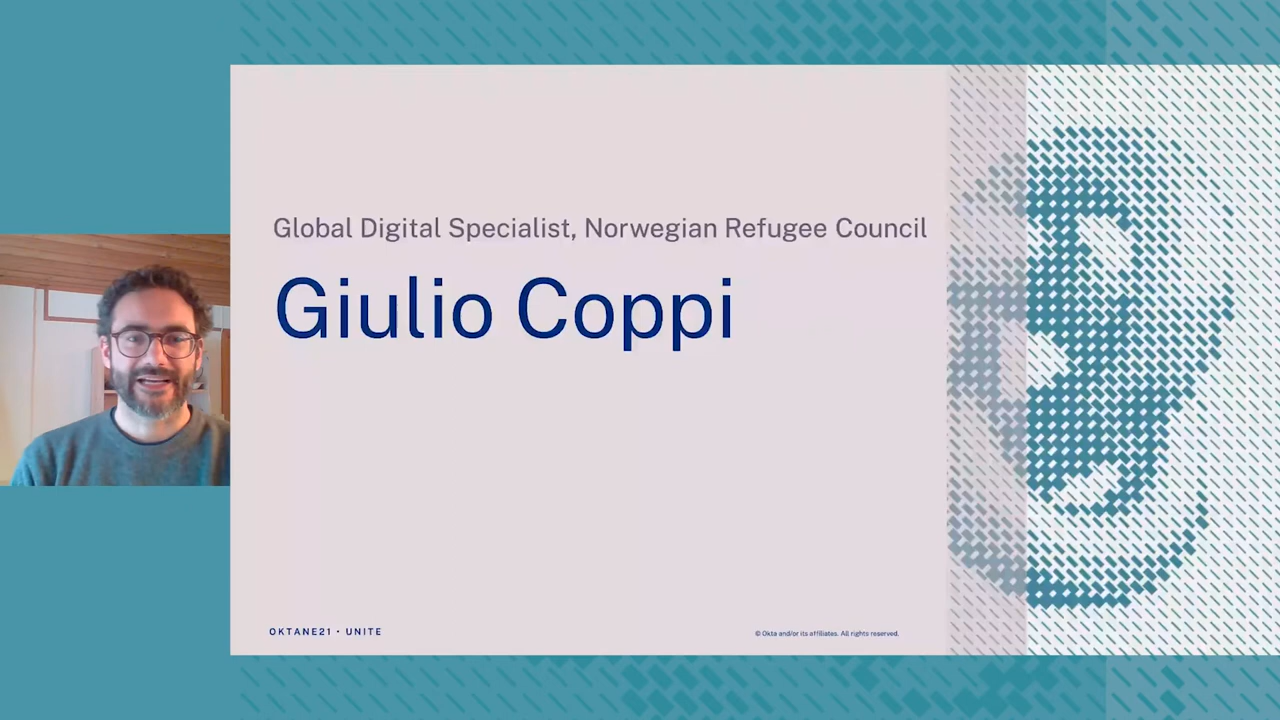 Global Digital Specialist, Norwegian Refugee Council
Giulio Coppi
OKTANE21 • UNITE
© Okta and/or its affiliates. All rights reserved.